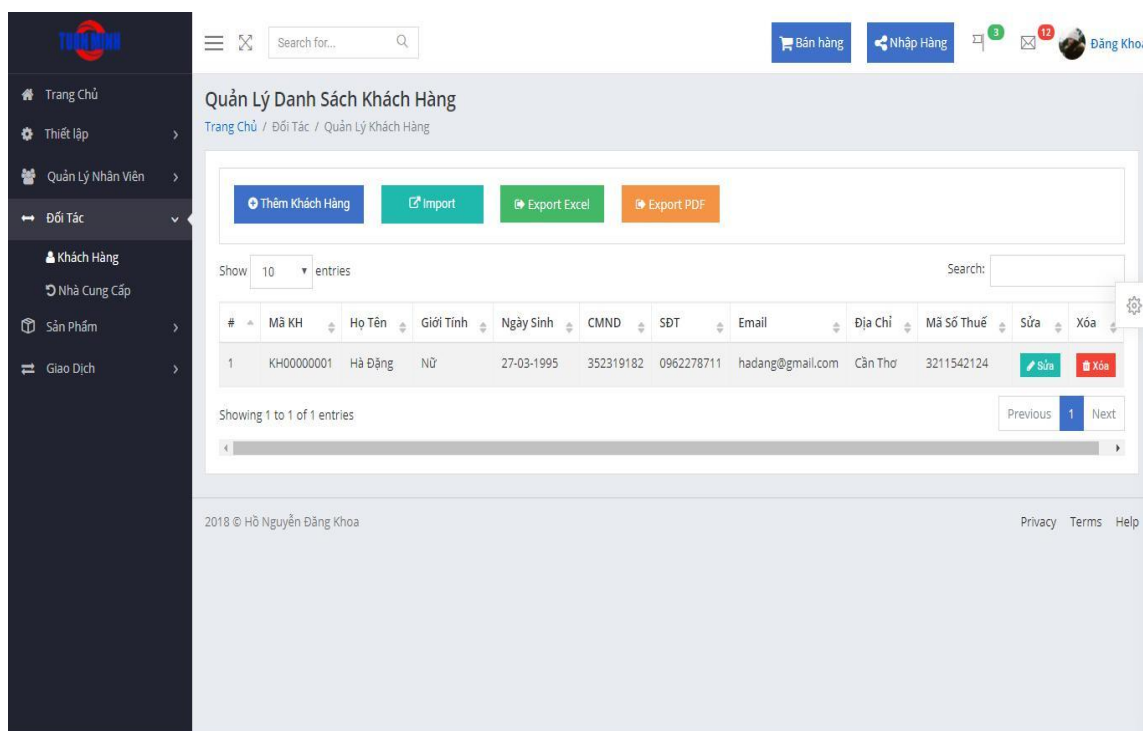 TUẤN MINH
Search for...
Bán hàng
Nhập Hàng
3
12
Đăng Khoa
Trang Chủ
Thiết lập
Quản Lý Nhân Viên
Đối Tác
Khách Hàng
Nhà Cung Cấp
Sản Phẩm
Giao Dịch
Quản Lý Danh Sách Khách Hàng
Trang Chủ / Đối Tác / Quản Lý Khách Hàng
Thêm Khách Hàng Import Export Excel Export PDF
Show 10 entries Search:
# Mã KH Họ Tên Giới Tính Ngày Sinh CMND SĐT Email Địa Chỉ Mã Số Thuế Sửa Xóa
1 KH00000001 Hà Đặng Nữ 27-03-1995 352319182 0962278711 hadang@gmail.com Cần Thơ 3211542124 Sửa Xóa
Showing 1 to 1 of 1 entries Previous 1 Next
2018 © Hồ Nguyễn Đăng Khoa Privacy Terms Help